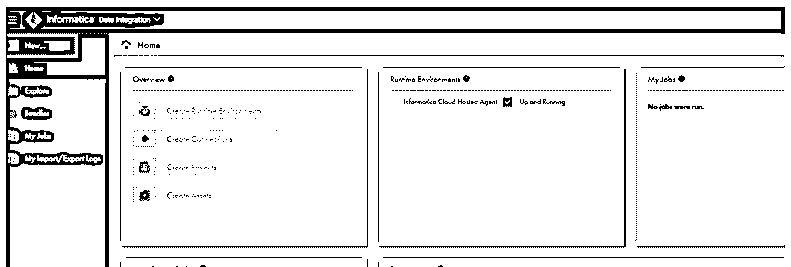 Informatica Data Integration
New...
Home
Explore
Bundles
My Jobs
My Import/Export Logs
Home
Overview
Create Runtime Environments
Create Connections
Create Projects
Create Assets
Runtime Environments
Informatica Cloud Hosted Agent Up and Running
My Jobs
No jobs were run.